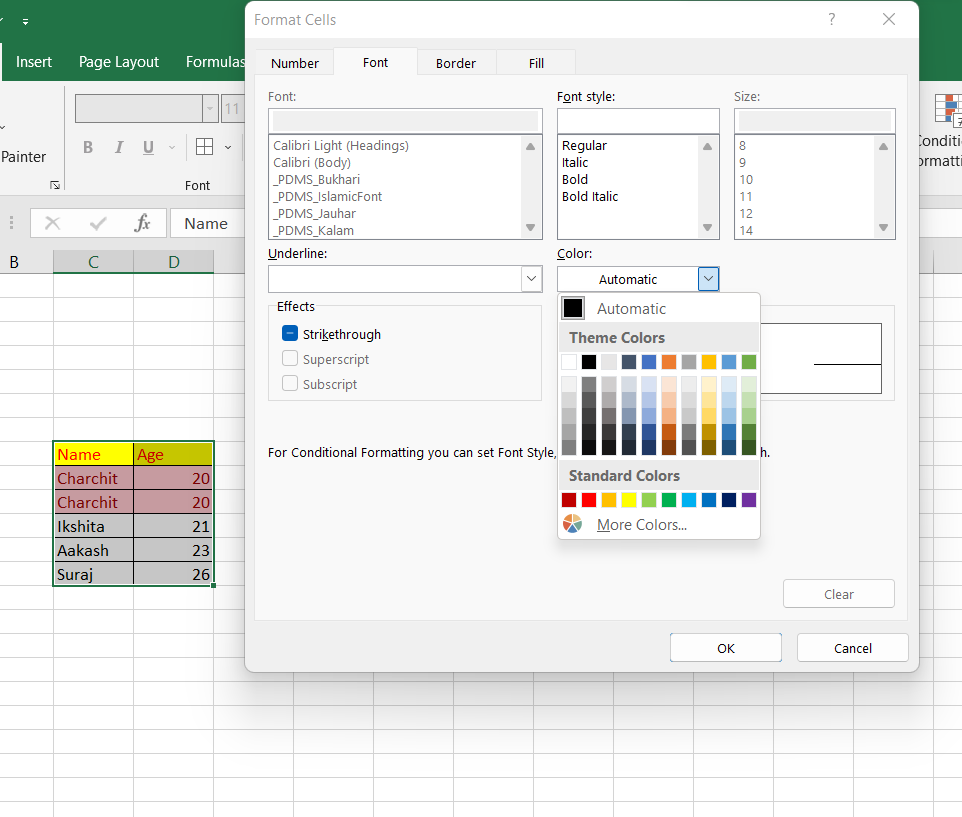 Format Cells
?
Insert Page Layout Formulas
Number Font Border Fill
Font: Font style: Size:
11
Calibri Light (Headings) Regular 8
Calibri (Body) Italic 9
_PDMS_Bukhari Bold 10
_PDMS_IslamicFont Bold Italic 11
_PDMS_Jauhar 12
_PDMS_Kalam 14
B I U
Painter
Font
fx Name
Underline: Color:
Automatic
Effects
Strikethrough
Superscript
Subscript
Automatic
Theme Colors
Standard Colors
More Colors...
For Conditional Formatting you can set Font Style, h.
Clear
OK Cancel
Conditi
ormatti
B C D
Name Age
Charchit 20
Charchit 20
Ikshita 21
Aakash 23
Suraj 26